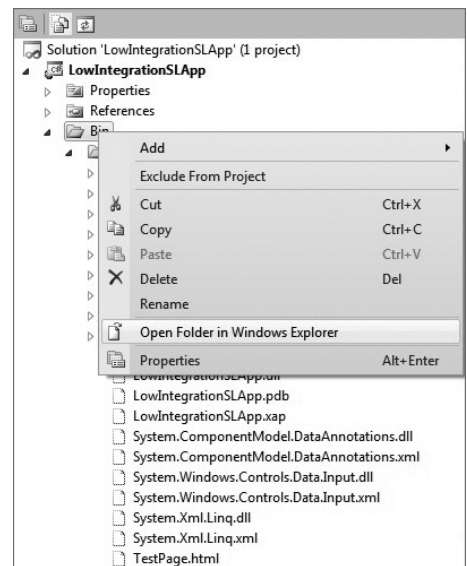 Solution 'LowIntegrationSLApp' (1 project)
LowIntegrationSLApp
Properties
References
Bin
Add
Exclude From Project
Cut Ctrl+X
Copy Ctrl+C
Paste Ctrl+V
Delete Del
Rename
Open Folder in Windows Explorer
Properties Alt+Enter
LowIntegrationSLApp.dll
LowIntegrationSLApp.pdb
LowIntegrationSLApp.xap
System.ComponentModel.DataAnnotations.dll
System.ComponentModel.DataAnnotations.xml
System.Windows.Controls.Data.Input.dll
System.Windows.Controls.Data.Input.xml
System.Xml.Linq.dll
System.Xml.Linq.xml
TestPage.html